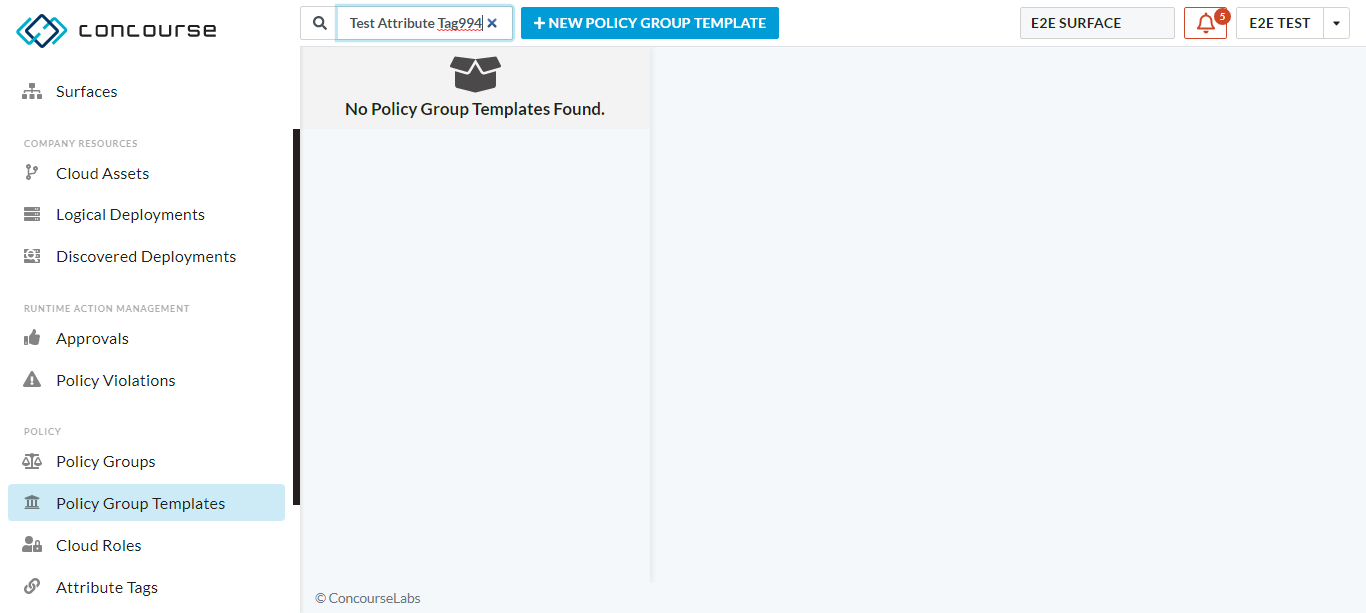 concourse
Test Attribute Tag994
NEW POLICY GROUP TEMPLATE
E2E SURFACE
5
E2E TEST
No Policy Group Templates Found.
Surfaces
COMPANY RESOURCES
Cloud Assets
Logical Deployments
Discovered Deployments
RUNTIME ACTION MANAGEMENT
Approvals
Policy Violations
POLICY
Policy Groups
Policy Group Templates
Cloud Roles
Attribute Tags
© ConcourseLabs